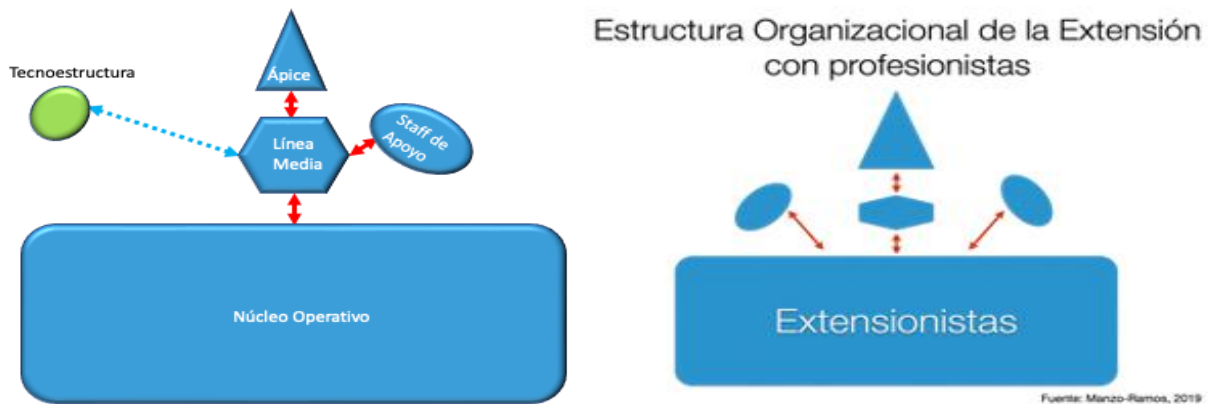 Tecnoestructura
Ápice
Línea
Media
Staff de
Apoyo
Núcleo Operativo
Estructura Organizacional de la Extensión
con profesionistas
Extensionistas
Fuente: Manzo-Ramos, 2019